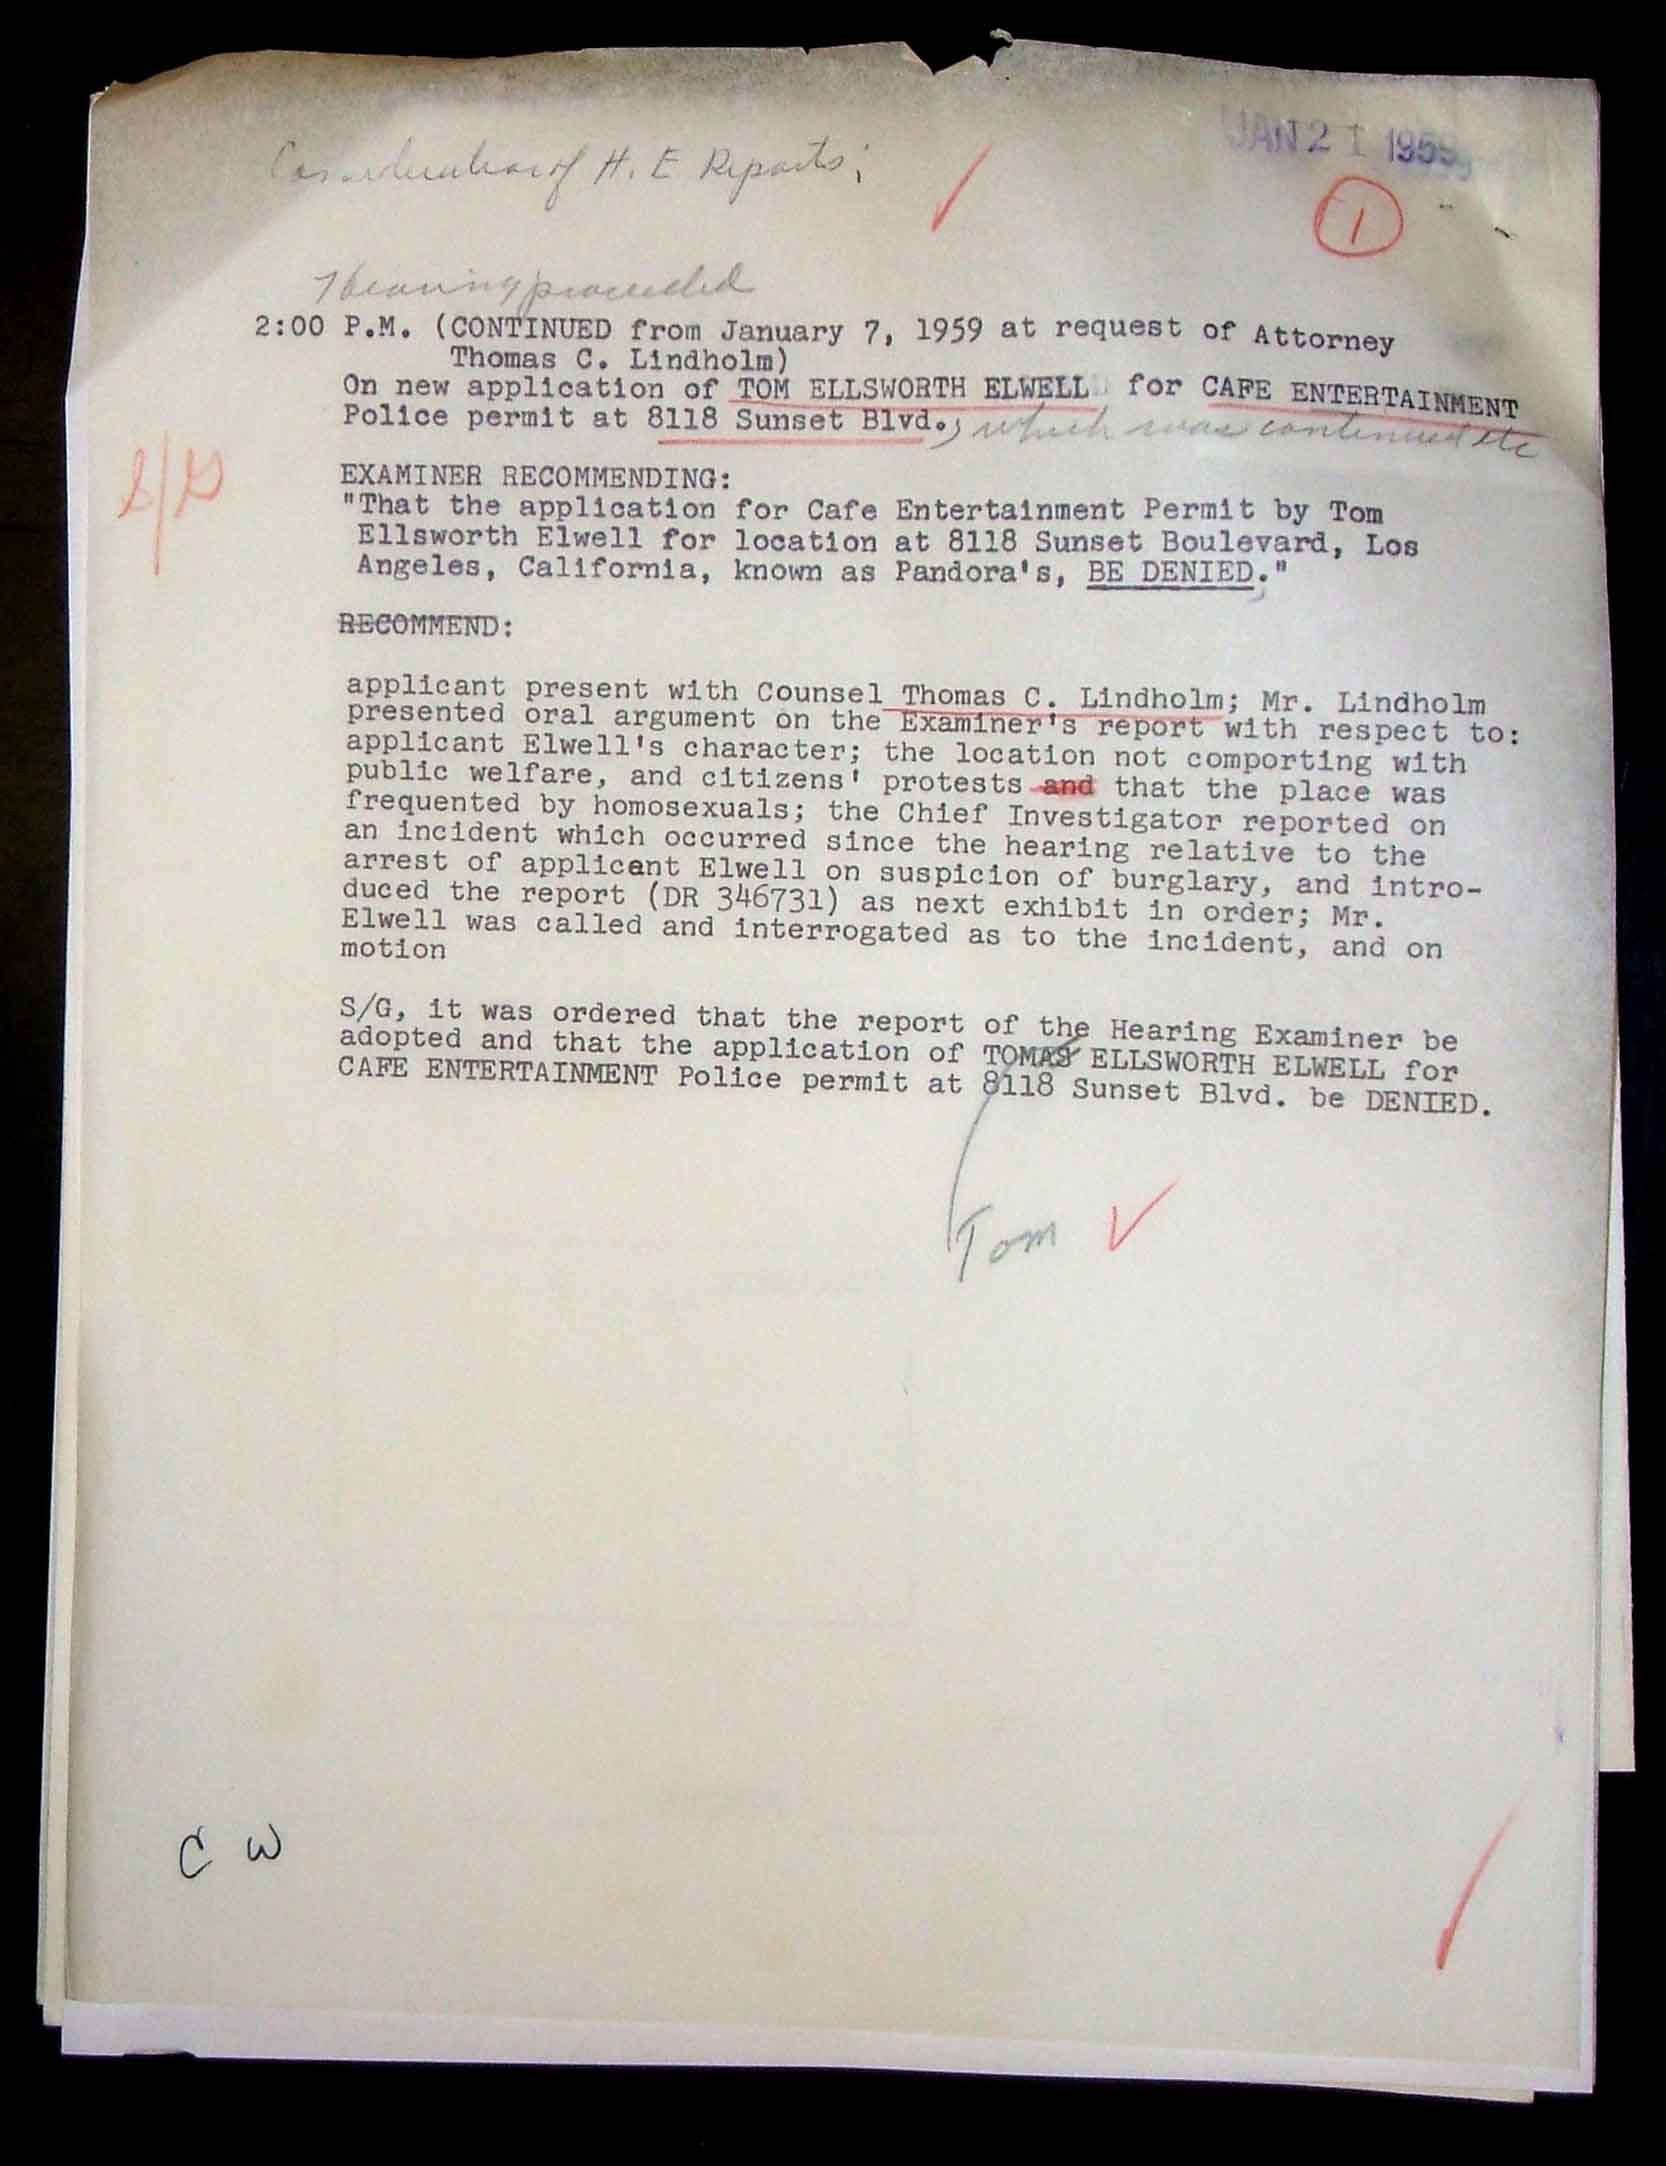 JAN 21 1959
Consideration of H. E Reports;
1
Hearing proceeded
2:00 P.M. (CONTINUED from January 7, 1959 at request of Attorney
Thomas C. Lindholm)
On new application of TOM ELLSWORTH ELWELL for CAFE ENTERTAINMENT
Police permit at 8118 Sunset Blvd., which was continued etc
S/G
EXAMINER RECOMMENDING:
"That the application for Cafe Entertainment Permit by Tom
Ellsworth Elwell for location at 8118 Sunset Boulevard, Los
Angeles, California, known as Pandora's, BE DENIED."
RECOMMEND:
applicant present with Counsel Thomas C. Lindholm; Mr. Lindholm
presented oral argument on the Examiner's report with respect to:
applicant Elwell's character; the location not comporting with
public welfare, and citizens' protests and that the place was
frequented by homosexuals; the Chief Investigator reported on
an incident which occurred since the hearing relative to the
arrest of applicant Elwell on suspicion of burglary, and intro-
duced the report (DR 346731) as next exhibit in order; Mr.
Elwell was called and interrogated as to the incident, and on
motion
S/G, it was ordered that the report of the Hearing Examiner be
adopted and that the application of TOMAS ELLSWORTH ELWELL for
CAFE ENTERTAINMENT Police permit at 8118 Sunset Blvd. be DENIED.
Tom
C W